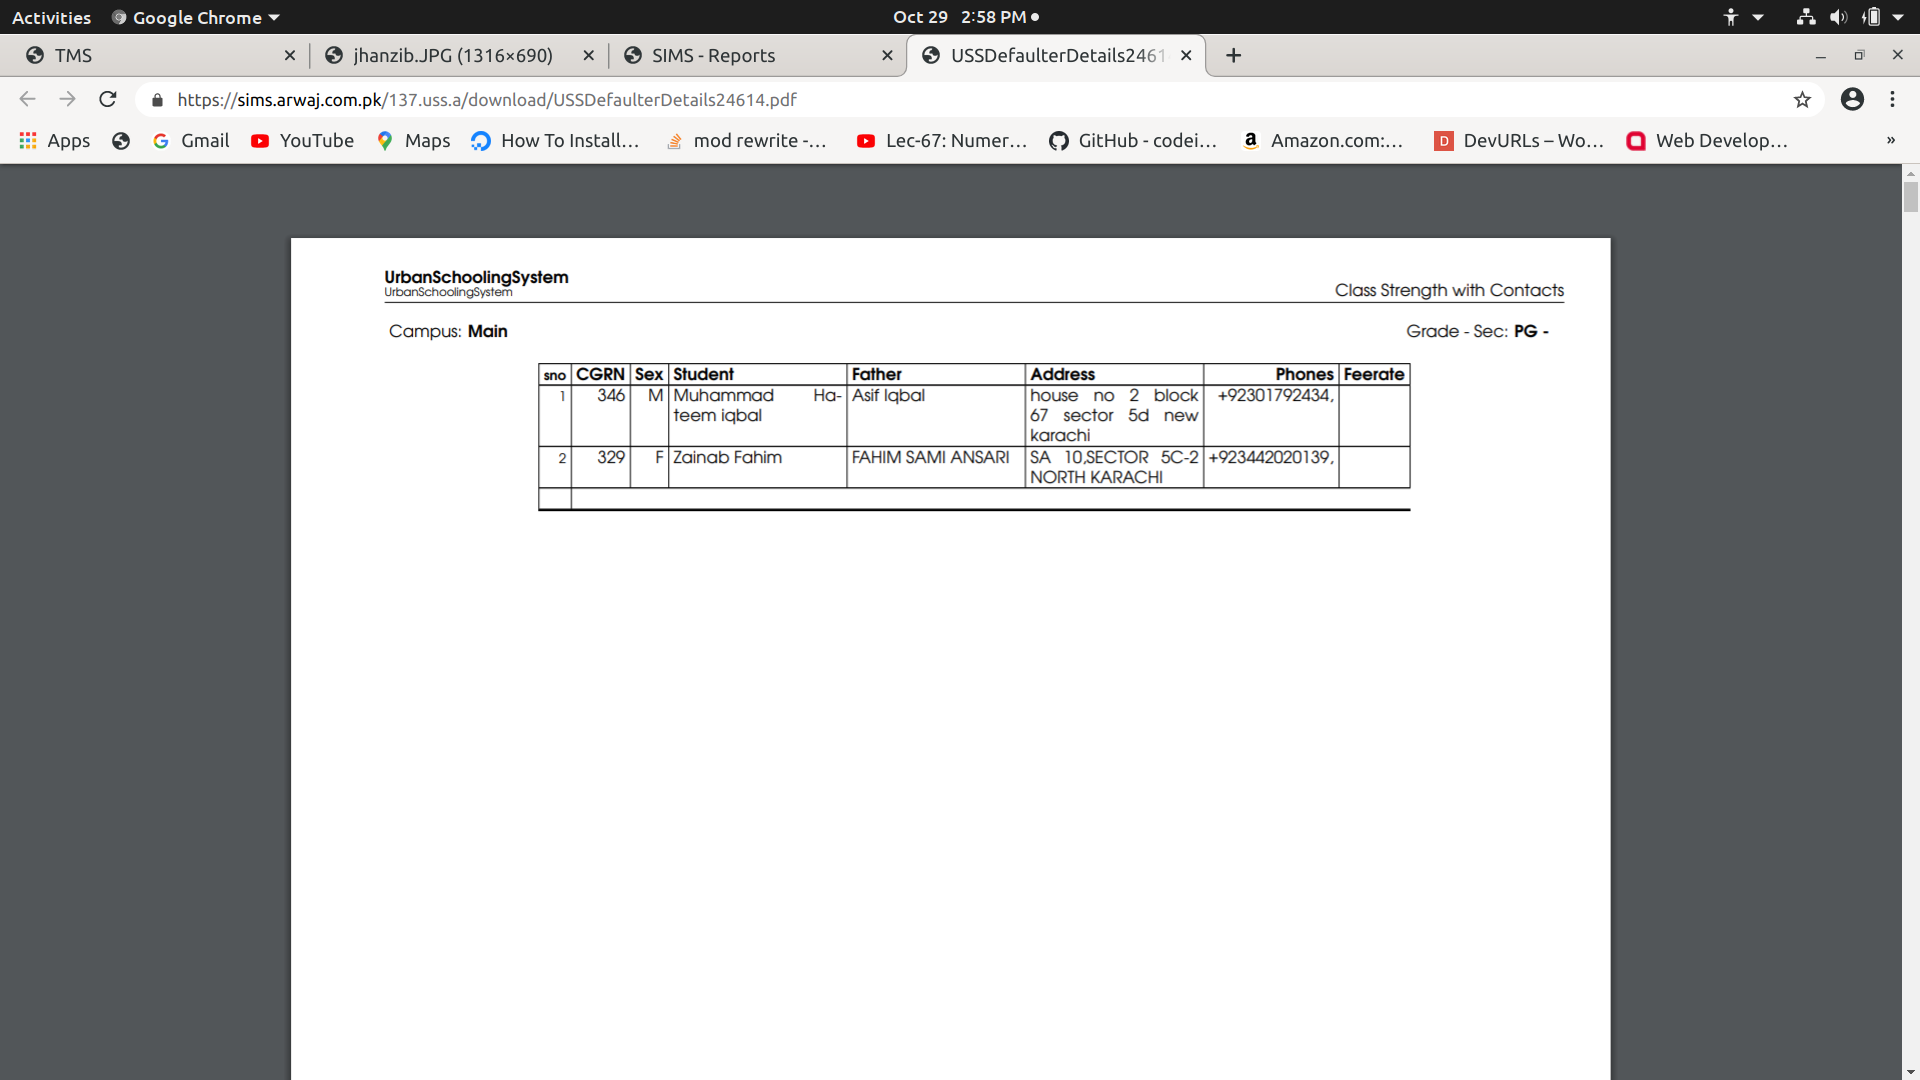 Activities Google Chrome Oct 29 2:58 PM
TMS jhanzib.JPG (1316×690) SIMS - Reports USSDefaulterDetails2461
https://sims.arwaj.com.pk/137.uss.a/download/USSDefaulterDetails24614.pdf
Apps Gmail YouTube Maps How To Install… mod rewrite -… Lec-67: Numer… GitHub - codei… Amazon.com:… DevURLs – Wo… Web Develop… »
UrbanSchoolingSystem
UrbanSchoolingSystem
Class Strength with Contacts
Campus: Main Grade - Sec: PG -
sno CGRN Sex Student Father Address Phones Feerate
1 346 M Muhammad Ha- Asif Iqbal house no 2 block +92301792434,
teem iqbal 67 sector 5d new
karachi
2 329 F Zainab Fahim FAHIM SAMI ANSARI SA 10,SECTOR 5C-2 +923442020139,
NORTH KARACHI